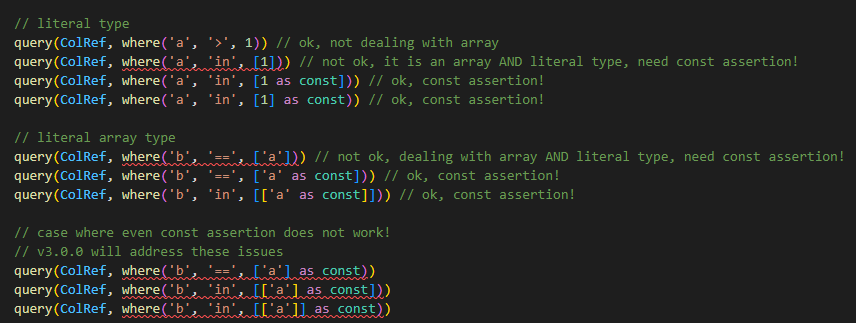 // literal type
query(ColRef, where('a', '>', 1)) // ok, not dealing with array
query(ColRef, where('a', 'in', [1])) // not ok, it is an array AND literal type, need const assertion!
query(ColRef, where('a', 'in', [1 as const])) // ok, const assertion!
query(ColRef, where('a', 'in', [1] as const)) // ok, const assertion!
// literal array type
query(ColRef, where('b', '==', ['a'])) // not ok, dealing with array AND literal type, need const assertion!
query(ColRef, where('b', '==', ['a' as const])) // ok, const assertion!
query(ColRef, where('b', 'in', [['a' as const]])) // ok, const assertion!
// case where even const assertion does not work!
// v3.0.0 will address these issues
query(ColRef, where('b', '==', ['a'] as const))
query(ColRef, where('b', 'in', [['a'] as const]))
query(ColRef, where('b', 'in', [['a']] as const))